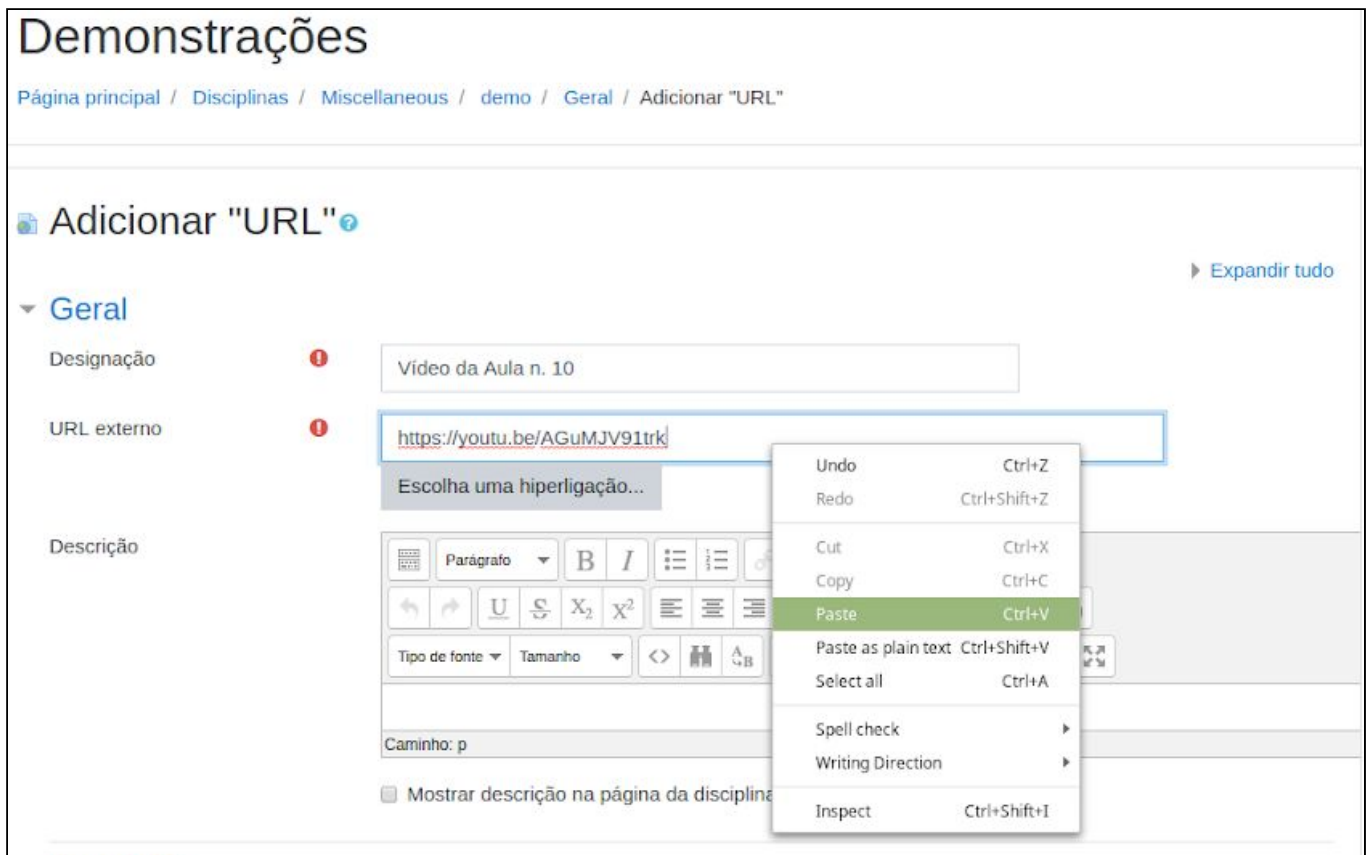 Demonstrações
Página principal / Disciplinas / Miscellaneous / demo / Geral / Adicionar "URL"
Adicionar "URL"
Expandir tudo
Geral
Designação
Vídeo da Aula n. 10
URL externo
https://youtu.be/AGuMJV91trk
Escolha uma hiperligação...
Undo Ctrl+Z
Redo Ctrl+Shift+Z
Cut Ctrl+X
Copy Ctrl+C
Paste Ctrl+V
Paste as plain text Ctrl+Shift+V
Select all Ctrl+A
Spell check
Writing Direction
Inspect Ctrl+Shift+I
Descrição
Parágrafo B I
U S X2 X²
Tipo de fonte Tamanho
Caminho: p
Mostrar descrição na página da disciplina